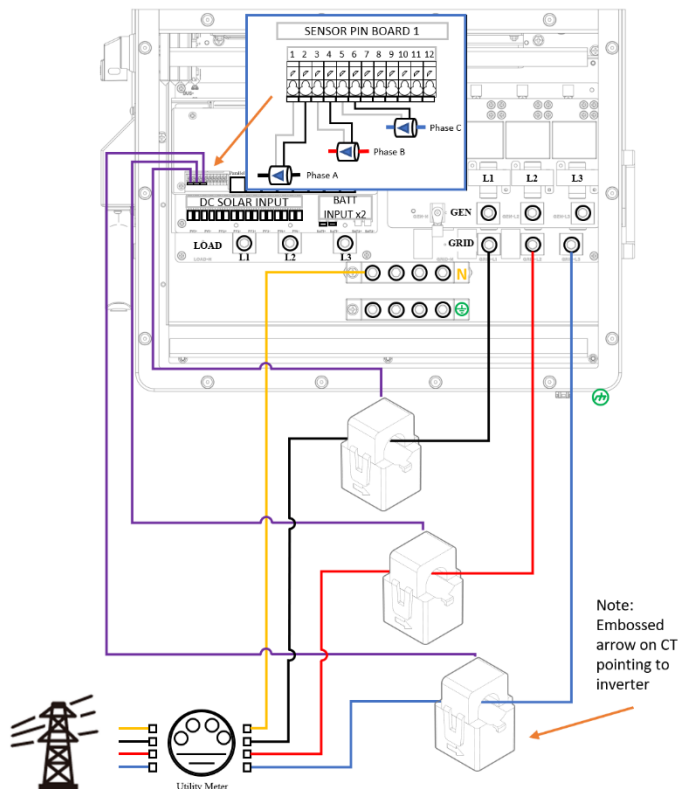 SENSOR PIN BOARD 1
1 2 3 4 5 6 7 8 9 10 11 12
Phase C
Phase B
Phase A
DC SOLAR INPUT
BATT
INPUT x2
L1 L2 L3
GEN
GRID
LOAD
L1 L2 L3
N
Note:
Embossed
arrow on CT
pointing to
inverter
Utility Meter